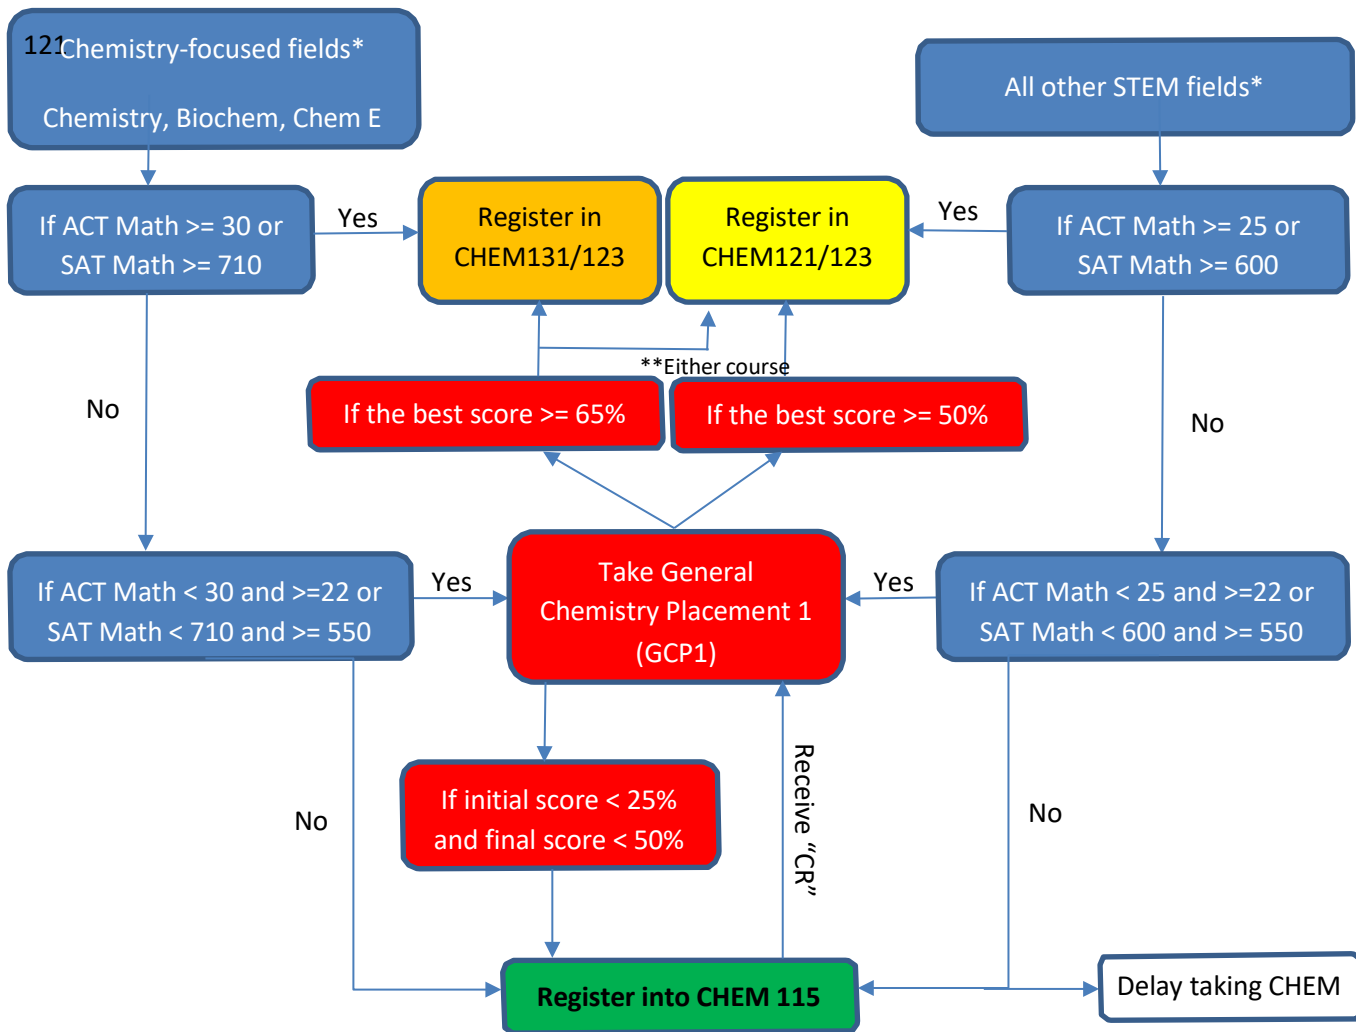 121
Chemistry-focused fields*
Chemistry, Biochem, Chem E
All other STEM fields*
If ACT Math >= 30 or
SAT Math >= 710
Yes
Register in
CHEM131/123
Register in
CHEM121/123
Yes
If ACT Math >= 25 or
SAT Math >= 600
**Either course
No
If the best score >= 65%
If the best score >= 50%
No
If ACT Math < 30 and >=22 or
SAT Math < 710 and >= 550
Yes
Take General
Chemistry Placement 1
(GCP1)
Yes
If ACT Math < 25 and >=22 or
SAT Math < 600 and >= 550
No
If initial score < 25%
and final score < 50%
Receive “CR”
No
Register into CHEM 115
Delay taking CHEM